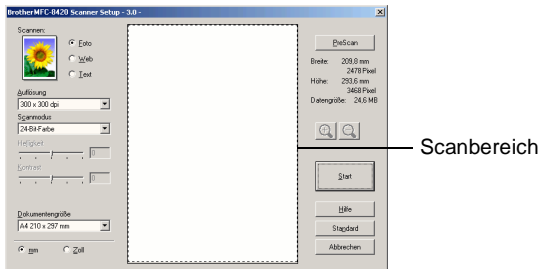 BrotherMFC-8420 Scanner Setup - 3.0 -
Scannen:
Foto
Web
Text
Auflösung
300 x 300 dpi
Scanmodus
24-Bit-Farbe
Helligkeit
0
Kontrast
0
Dokumentengröße
A4 210 x 297 mm
mm
Zoll
PreScan
Breite: 209,8 mm
2478 Pixel
Höhe: 293,6 mm
3468 Pixel
Datengröße: 24,6 MB
Start
Hilfe
Standard
Abbrechen
Scanbereich